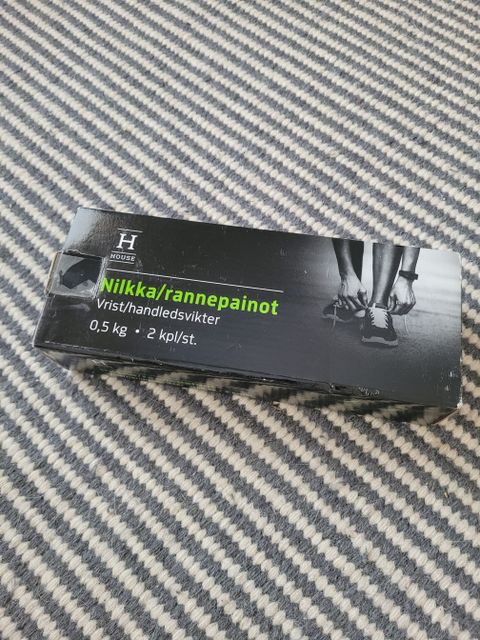 H
HOUSE
Nilkka/rannepainot
Vrist/handledsvikter
0,5 kg • 2 kpl/st.